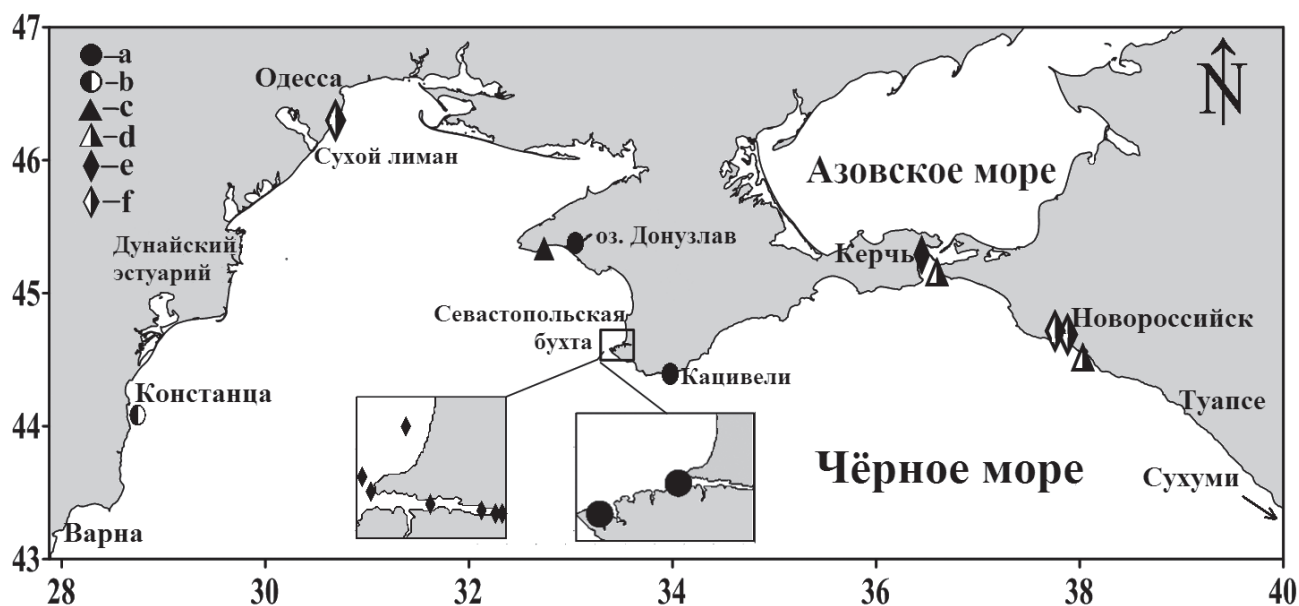 47
–a
–b
–c
–d
–e
–f
Одесса
N
46
Сухой лиман
Азовское море
Дунайский
эстуарий
оз. Донузлав
Керчь
45
Севастопольская
бухта
Новороссийск
Кацивели
Констанца
Туапсе
44
Чёрное море
Сухуми
Варна
43
28 30 32 34 36 38 40